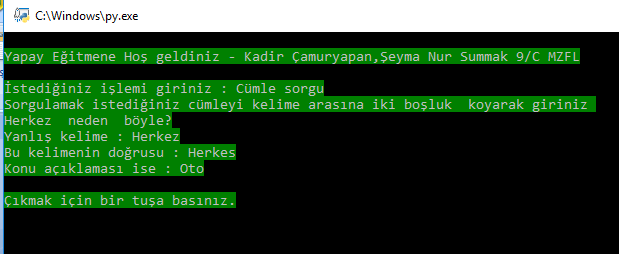 C:\Windows\py.exe
Yapay Eğitmene Hoş geldiniz - Kadir Çamuryapan,Şeyma Nur Summak 9/C MZFL
İstediğiniz işlemi giriniz : Cümle sorgu
Sorgulamak istediğiniz cümleyi kelime arasına iki boşluk  koyarak giriniz
Herkez  neden  böyle?
Yanlış kelime : Herkez
Bu kelimenin doğrusu : Herkes
Konu açıklaması ise : Oto
Çıkmak için bir tuşa basınız.